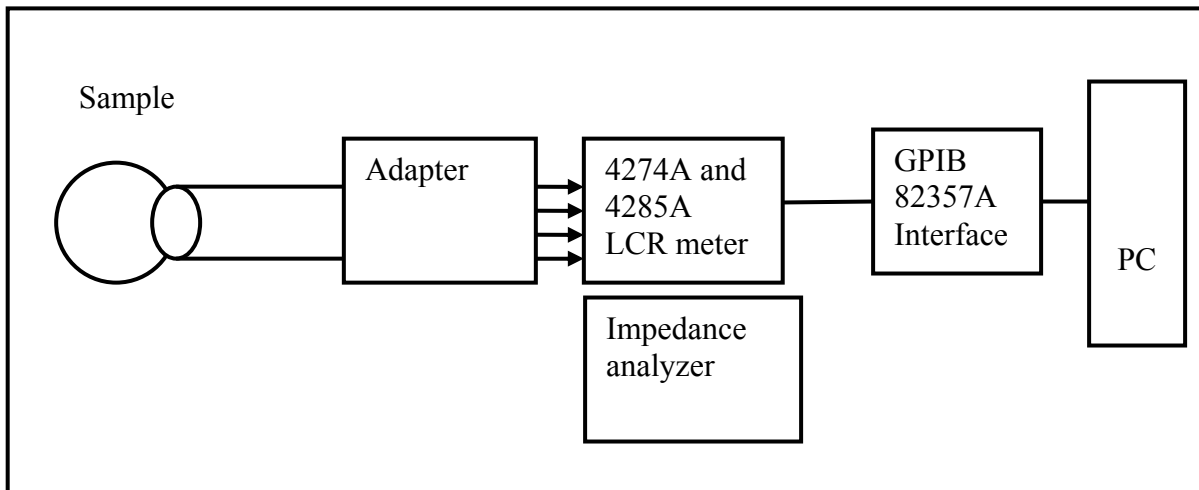 Sample
Adapter
4274A and
4285A
LCR meter
Impedance
analyzer
GPIB
82357A
Interface
PC